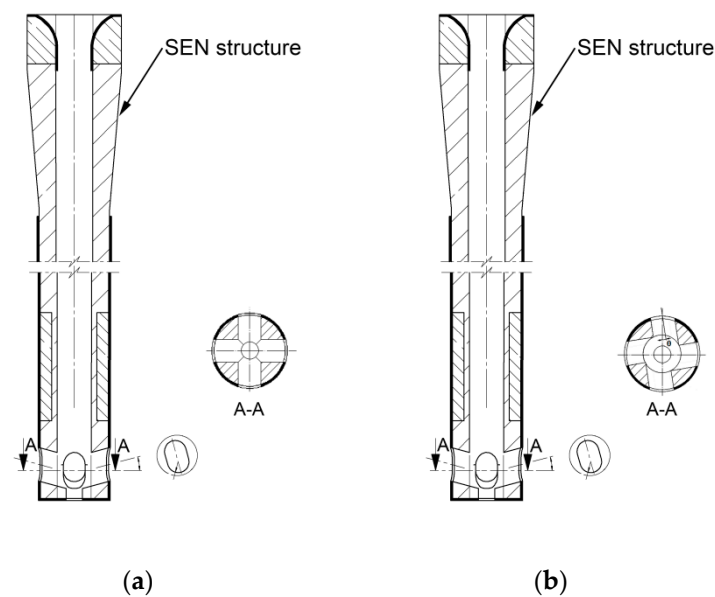 SEN structure
SEN structure
θ
A-A
A-A
A A
A A
(a)
(b)